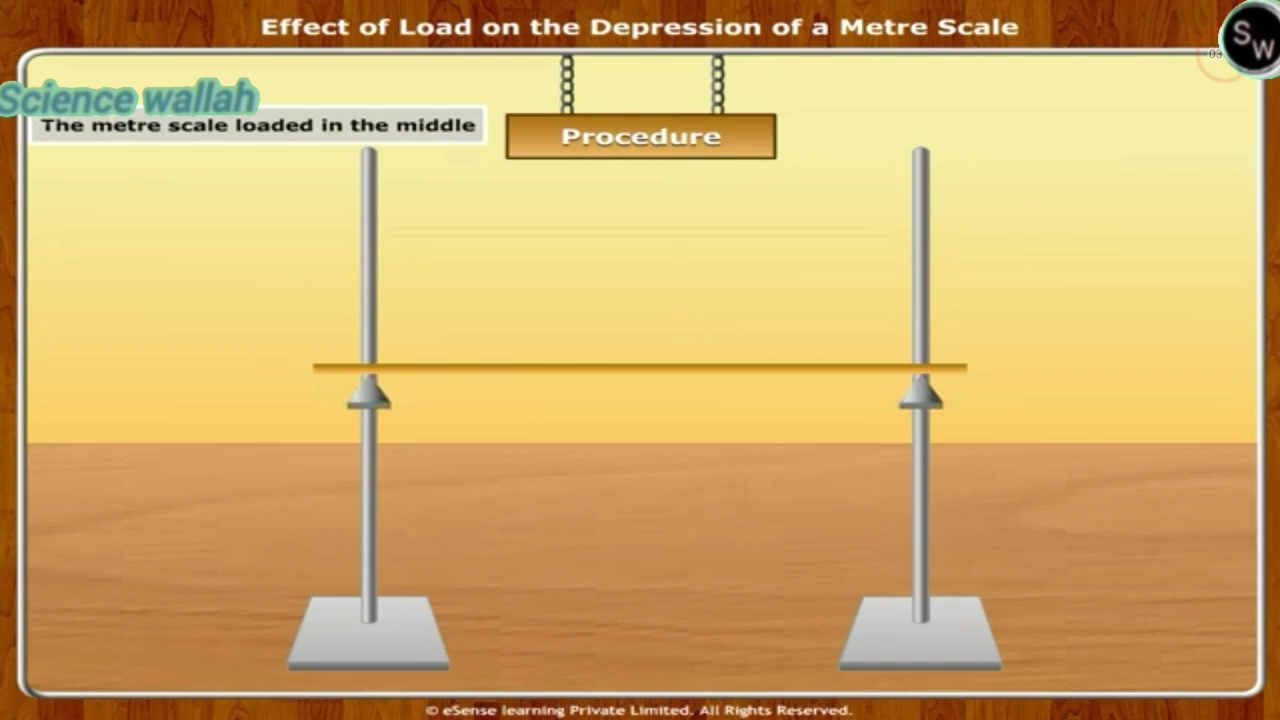 Effect of Load on the Depression of a Metre Scale
SW
03
Science wallah
The metre scale loaded in the middle
Procedure
© eSense learning Private Limited. All Rights Reserved.